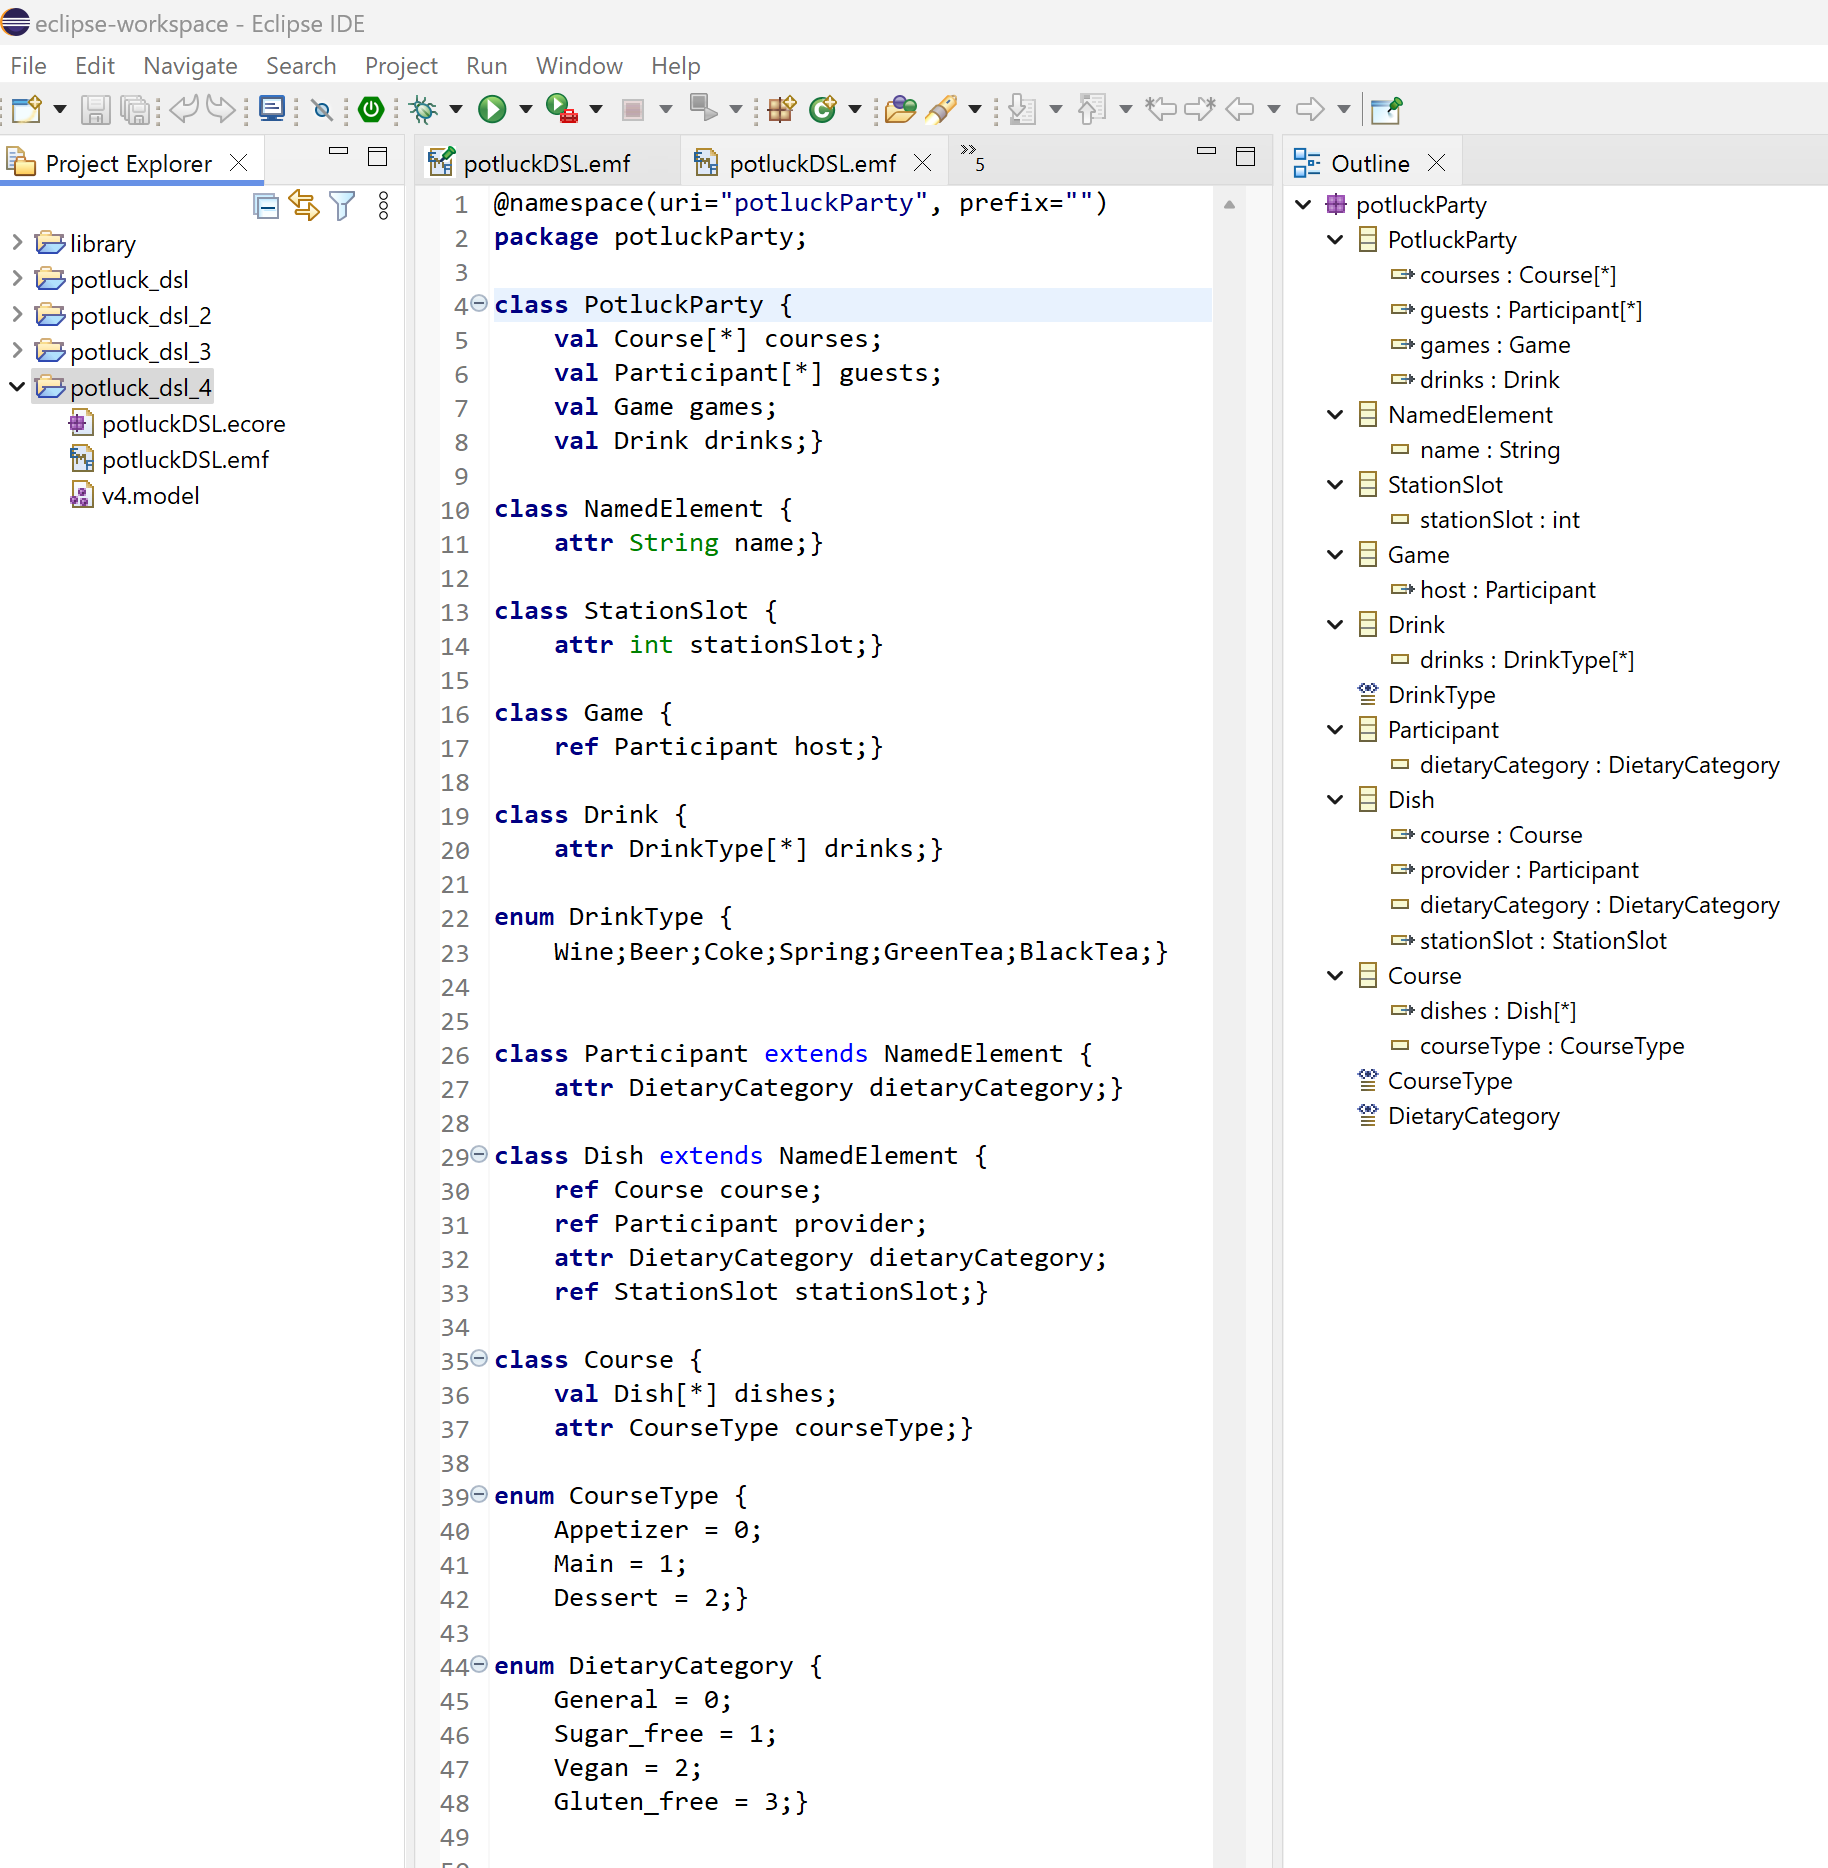 eclipse-workspace - Eclipse IDE
File Edit Navigate Search Project Run Window Help
Project Explorer
library
potluck_dsl
potluck_dsl_2
potluck_dsl_3
potluck_dsl_4
potluckDSL.ecore
potluckDSL.emf
v4.model
potluckDSL.emf potluckDSL.emf »5
1 @namespace(uri="potluckParty", prefix="")
2 package potluckParty;
3
4 class PotluckParty {
5 val Course[*] courses;
6 val Participant[*] guests;
7 val Game games;
8 val Drink drinks;}
9
10 class NamedElement {
11 attr String name;}
12
13 class StationSlot {
14 attr int stationSlot;}
15
16 class Game {
17 ref Participant host;}
18
19 class Drink {
20 attr DrinkType[*] drinks;}
21
22 enum DrinkType {
23 Wine;Beer;Coke;Spring;GreenTea;BlackTea;}
24
25
26 class Participant extends NamedElement {
27 attr DietaryCategory dietaryCategory;}
28
29 class Dish extends NamedElement {
30 ref Course course;
31 ref Participant provider;
32 attr DietaryCategory dietaryCategory;
33 ref StationSlot stationSlot;}
34
35 class Course {
36 val Dish[*] dishes;
37 attr CourseType courseType;}
38
39 enum CourseType {
40 Appetizer = 0;
41 Main = 1;
42 Dessert = 2;}
43
44 enum DietaryCategory {
45 General = 0;
46 Sugar_free = 1;
47 Vegan = 2;
48 Gluten_free = 3;}
49
Outline
potluckParty
PotluckParty
courses : Course[*]
guests : Participant[*]
games : Game
drinks : Drink
NamedElement
name : String
StationSlot
stationSlot : int
Game
host : Participant
Drink
drinks : DrinkType[*]
DrinkType
Participant
dietaryCategory : DietaryCategory
Dish
course : Course
provider : Participant
dietaryCategory : DietaryCategory
stationSlot : StationSlot
Course
dishes : Dish[*]
courseType : CourseType
CourseType
DietaryCategory